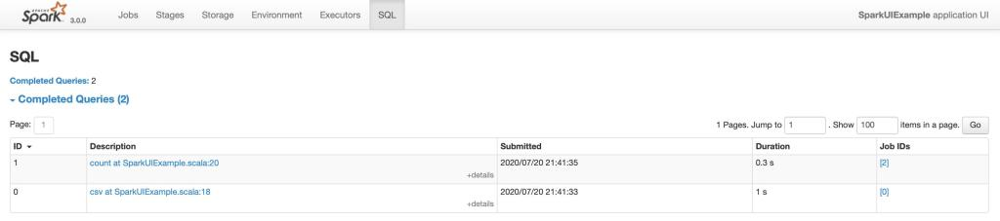 APACHE Spark 3.0.0 Jobs Stages Storage Environment Executors SQL SparkUIExample application UI
SQL
Completed Queries: 2
Completed Queries (2)
Page: 1 1 Pages. Jump to 1 . Show 100 items in a page. Go
ID Description Submitted Duration Job IDs
1 count at SparkUIExample.scala:20 2020/07/20 21:41:35 0.3 s [2]
+details
0 csv at SparkUIExample.scala:18 2020/07/20 21:41:33 1 s [0]
+details